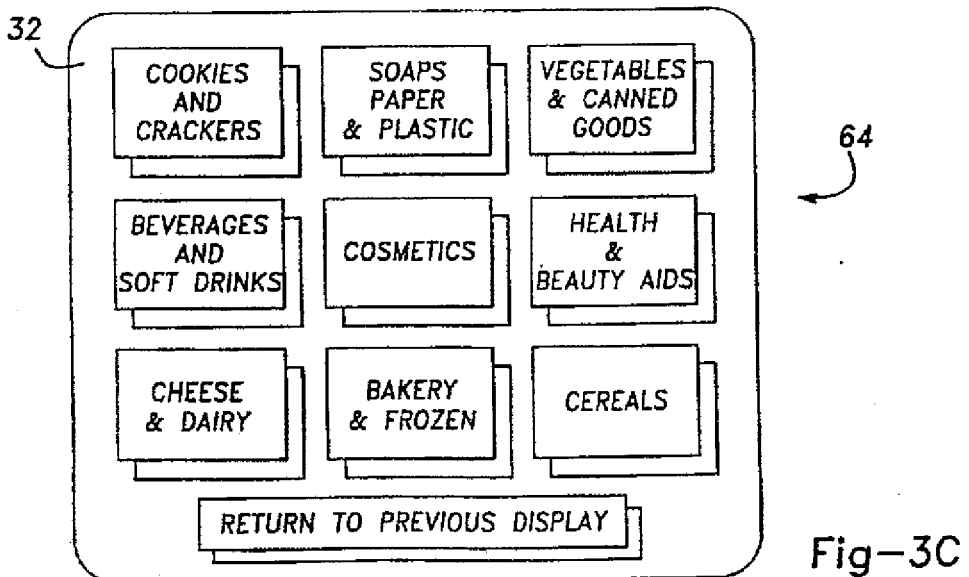 32
COOKIES
AND
CRACKERS
SOAPS
PAPER
& PLASTIC
VEGETABLES
& CANNED
GOODS
64
BEVERAGES
AND
SOFT DRINKS
COSMETICS
HEALTH
&
BEAUTY AIDS
CHEESE
& DAIRY
BAKERY
& FROZEN
CEREALS
RETURN TO PREVIOUS DISPLAY
Fig-3C